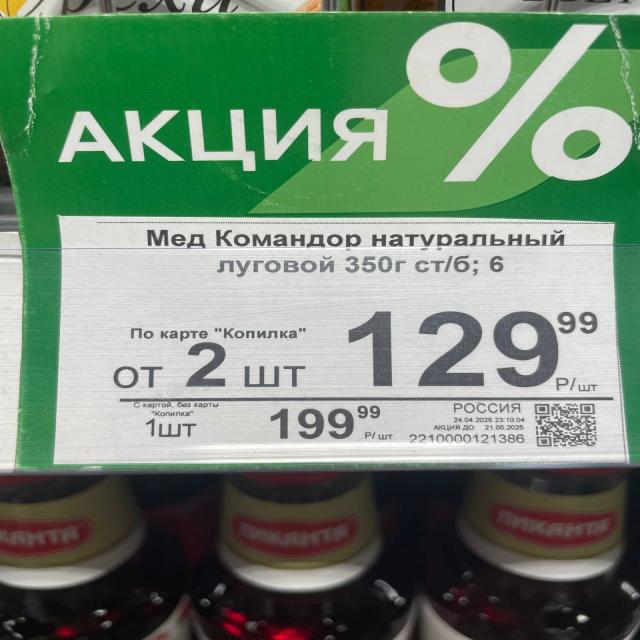 АКЦИЯ %
Мед Командор натуральный
луговой 350г ст/б; 6
По карте "Копилка"
от 2 шт
129 99
Р/шт
С картой, без карты
"Копилка"
1шт
199 99
Р/шт
РОССИЯ
24.04.2025 23:10:04
АКЦИЯ ДО 21.05.2025
2210000121386
ПИКАНТА
ПИКАНТА
ПИКАНТА